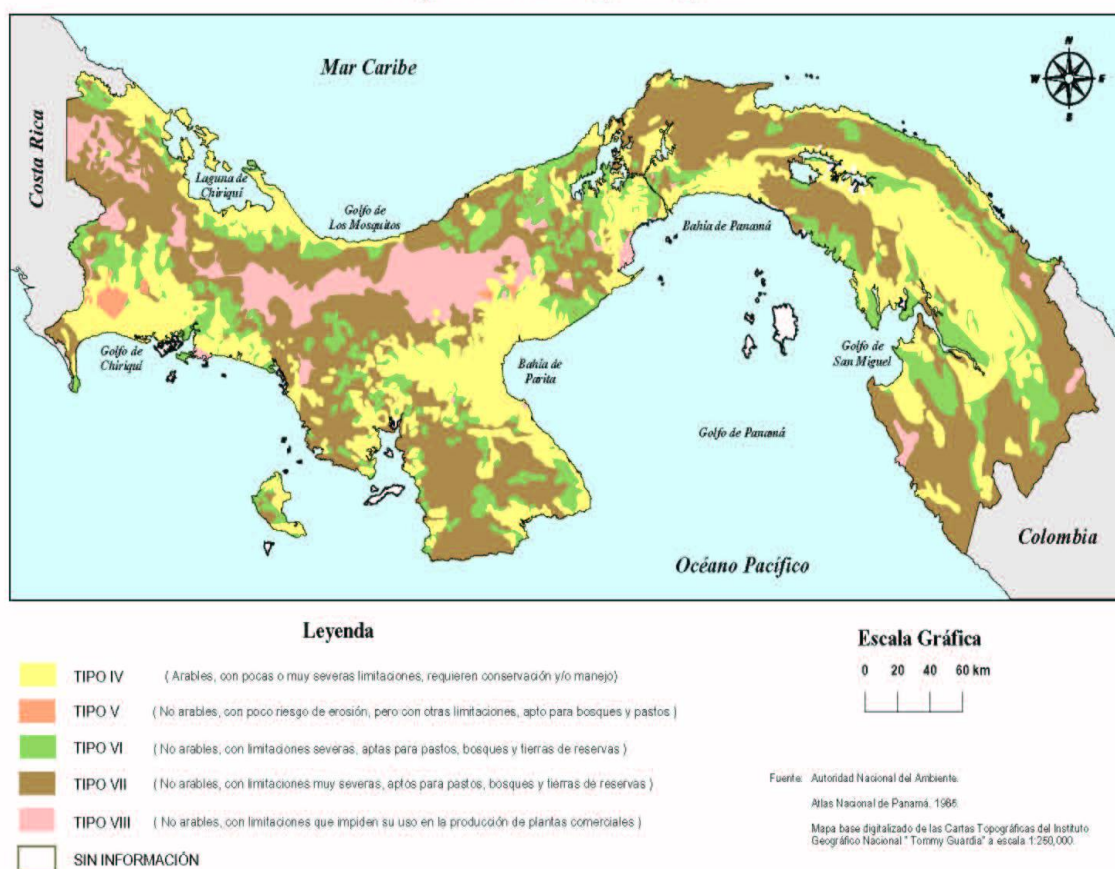 Mar Caribe
N
W
E
S
Costa Rica
Laguna de
Chiriquí
Golfo de
Los Mosquitos
Bahía de Panamá
Golfo de
Chiriquí
Bahía de
Parita
Golfo de
San Miguel
Golfo de Panamá
Colombia
Océano Pacífico
Leyenda
TIPO IV ( Arables, con pocas o muy severas limitaciones, requieren conservación y/o manejo)
TIPO V ( No arables, con poco riesgo de erosión, pero con otras limitaciones, apto para bosques y pastos )
TIPO VI ( No arables, con limitaciones severas, aptas para pastos, bosques y tierras de reservas )
TIPO VII ( No arables, con limitaciones muy severas, aptos para pastos, bosques y tierras de reservas )
TIPO VIII ( No arables, con limitaciones que impiden su uso en la producción de plantas comerciales )
SIN INFORMACIÓN
Escala Gráfica
0 20 40 60 km
Fuente: Autoridad Nacional del Ambiente.
Atlas Nacional de Panamá,
Mapa base digitalizado de las Cartas Topográficas del Instituto
Geográfico Nacional " Tommy Guardia" a escala 1:250,000.